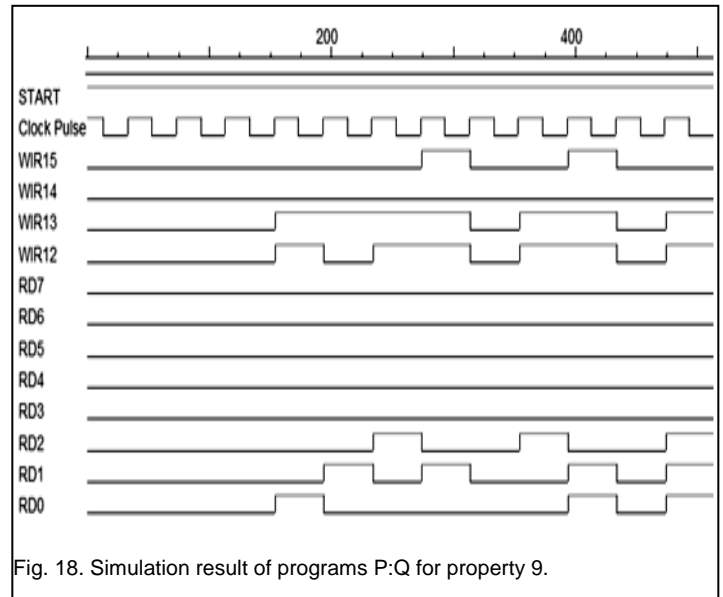 200 400
START
Clock Pulse
WIR15
WIR14
WIR13
WIR12
RD7
RD6
RD5
RD4
RD3
RD2
RD1
RD0
Fig. 18. Simulation result of programs P:Q for property 9.